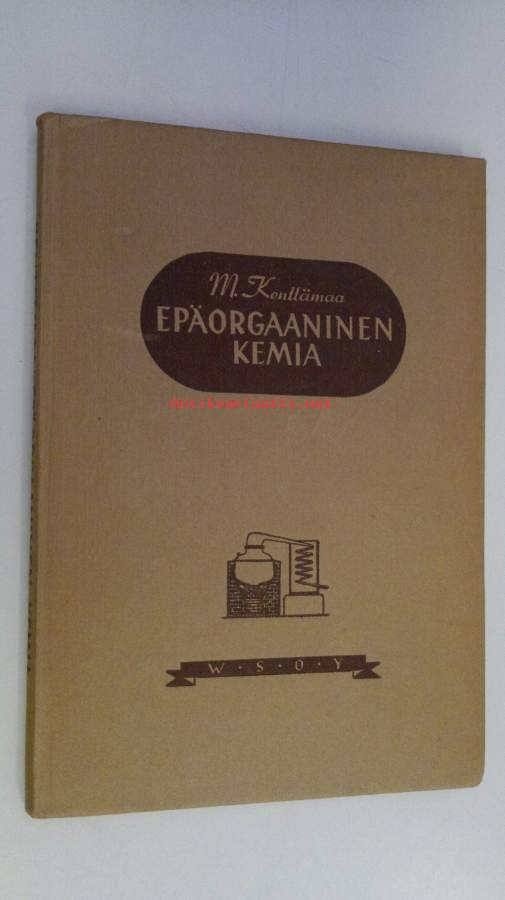 M. Kenttämaa
EPÄORGAANINEN
KEMIA
W · S · O · Y